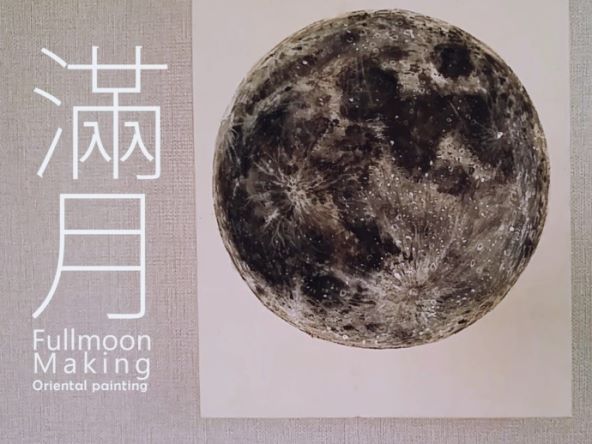 滿
月
Fullmoon
Making
Oriental painting